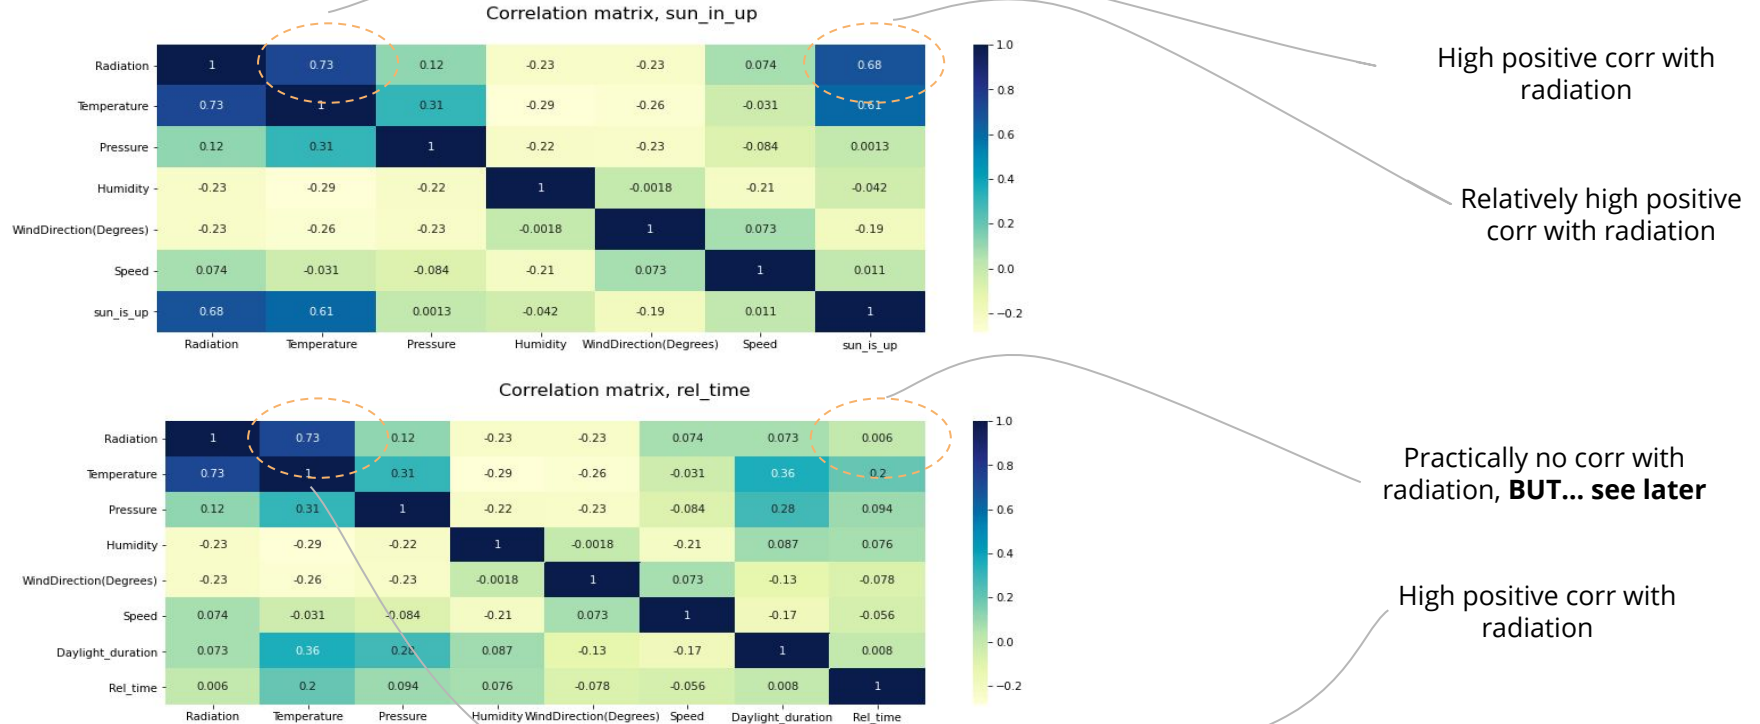 Correlation matrix, sun_in_up
Radiation 1 0.73 0.12 -0.23 -0.23 0.074 0.68
Temperature 0.73 1 0.31 -0.29 -0.26 -0.031 0.61
Pressure 0.12 0.31 1 -0.22 -0.23 -0.084 0.0013
Humidity -0.23 -0.29 -0.22 1 -0.0018 -0.21 -0.042
WindDirection(Degrees) -0.23 -0.26 -0.23 -0.0018 1 0.073 -0.19
Speed 0.074 -0.031 -0.084 -0.21 0.073 1 0.011
sun_is_up 0.68 0.61 0.0013 -0.042 -0.19 0.011 1
Radiation Temperature Pressure Humidity WindDirection(Degrees) Speed sun_is_up
1.0
0.8
0.6
0.4
0.2
0.0
−0.2
High positive corr with
radiation
Relatively high positive
corr with radiation
Correlation matrix, rel_time
Radiation 1 0.73 0.12 -0.23 -0.23 0.074 0.073 0.006
Temperature 0.73 1 0.31 -0.29 -0.26 -0.031 0.36 0.2
Pressure 0.12 0.31 1 -0.22 -0.23 -0.084 0.28 0.094
Humidity -0.23 -0.29 -0.22 1 -0.0018 -0.21 0.087 0.076
WindDirection(Degrees) -0.23 -0.26 -0.23 -0.0018 1 0.073 -0.13 -0.078
Speed 0.074 -0.031 -0.084 -0.21 0.073 1 -0.17 -0.056
Daylight_duration 0.073 0.36 0.28 0.087 -0.13 -0.17 1 0.008
Rel_time 0.006 0.2 0.094 0.076 -0.078 -0.056 0.008 1
Radiation Temperature Pressure Humidity WindDirection(Degrees) Speed Daylight_duration Rel_time
1.0
0.8
0.6
0.4
0.2
0.0
−0.2
Practically no corr with
radiation, BUT... see later
High positive corr with
radiation